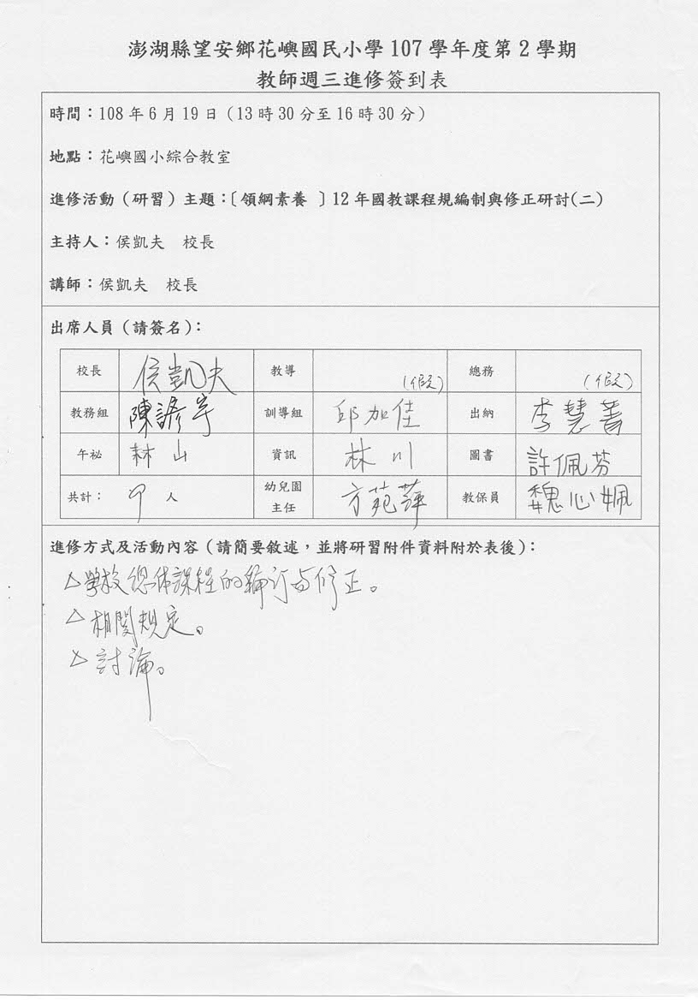 澎湖縣望安鄉花嶼國民小學 107 學年度第 2 學期
教師週三進修簽到表
時間：108 年 6 月 19 日（13 時 30 分至 16 時 30 分）
地點：花嶼國小綜合教室
進修活動（研習）主題：〔領綱素養 〕12 年國教課程規編制與修正研討(二)
主持人：侯凱夫 校長
講師：侯凱夫 校長
出席人員（請簽名）：
校長 侯凱夫 教導 (假) 總務 (假)
教務組 陳諺 訓導組 邱加佳 出納 李慧菁
午祕 林山 資訊 林川 圖書 許佩芬
共計： 9 人 幼兒園主任 方苑萍 教保員 魏心姵
進修方式及活動內容（請簡要敘述，並將研習附件資料附於表後）：
△學校總体課程的編訂與修正。
△相関規定。
△討論。